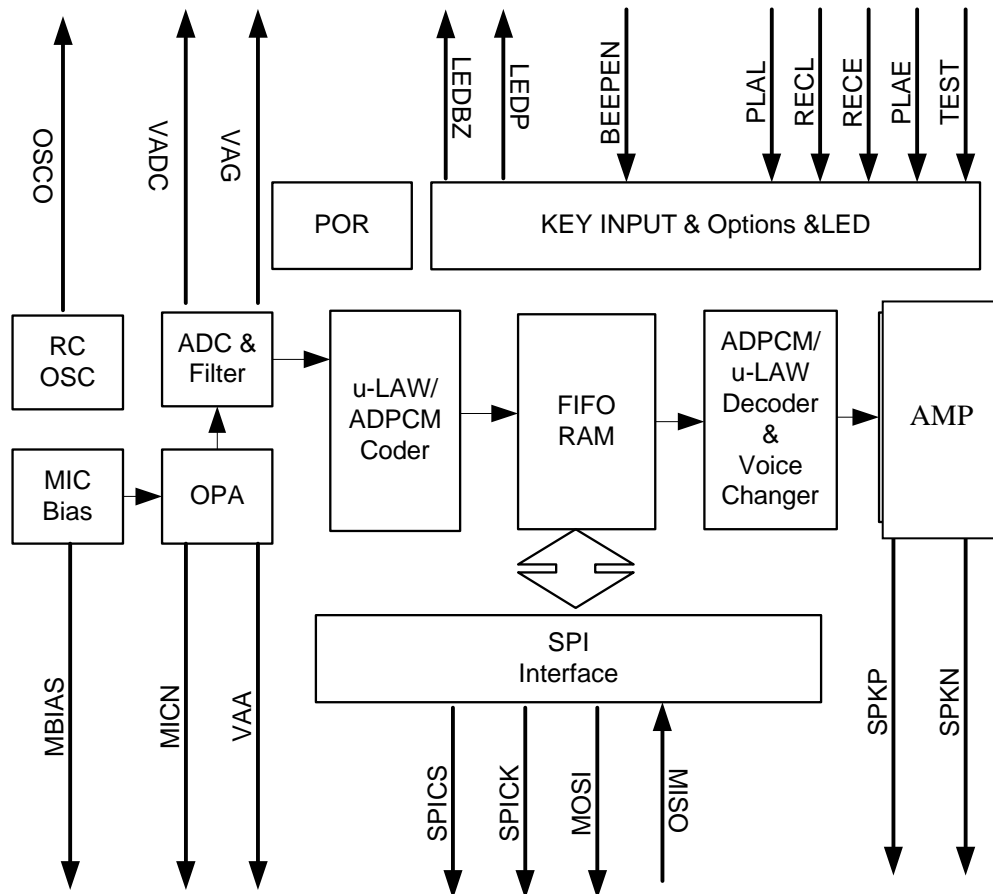 OSCO
VADC
VAG
LEDBZ
LEDP
BEEPEN
PLAL
RECL
RECE
PLAE
TEST
POR
KEY INPUT & Options &LED
RC
OSC
ADC &
Filter
u-LAW/
ADPCM
Coder
FIFO
RAM
ADPCM/
u-LAW
Decoder
&
Voice
Changer
AMP
MIC
Bias
OPA
SPI
Interface
MBIAS
MICN
VAA
SPICS
SPICK
MOSI
MISO
SPKP
SPKN